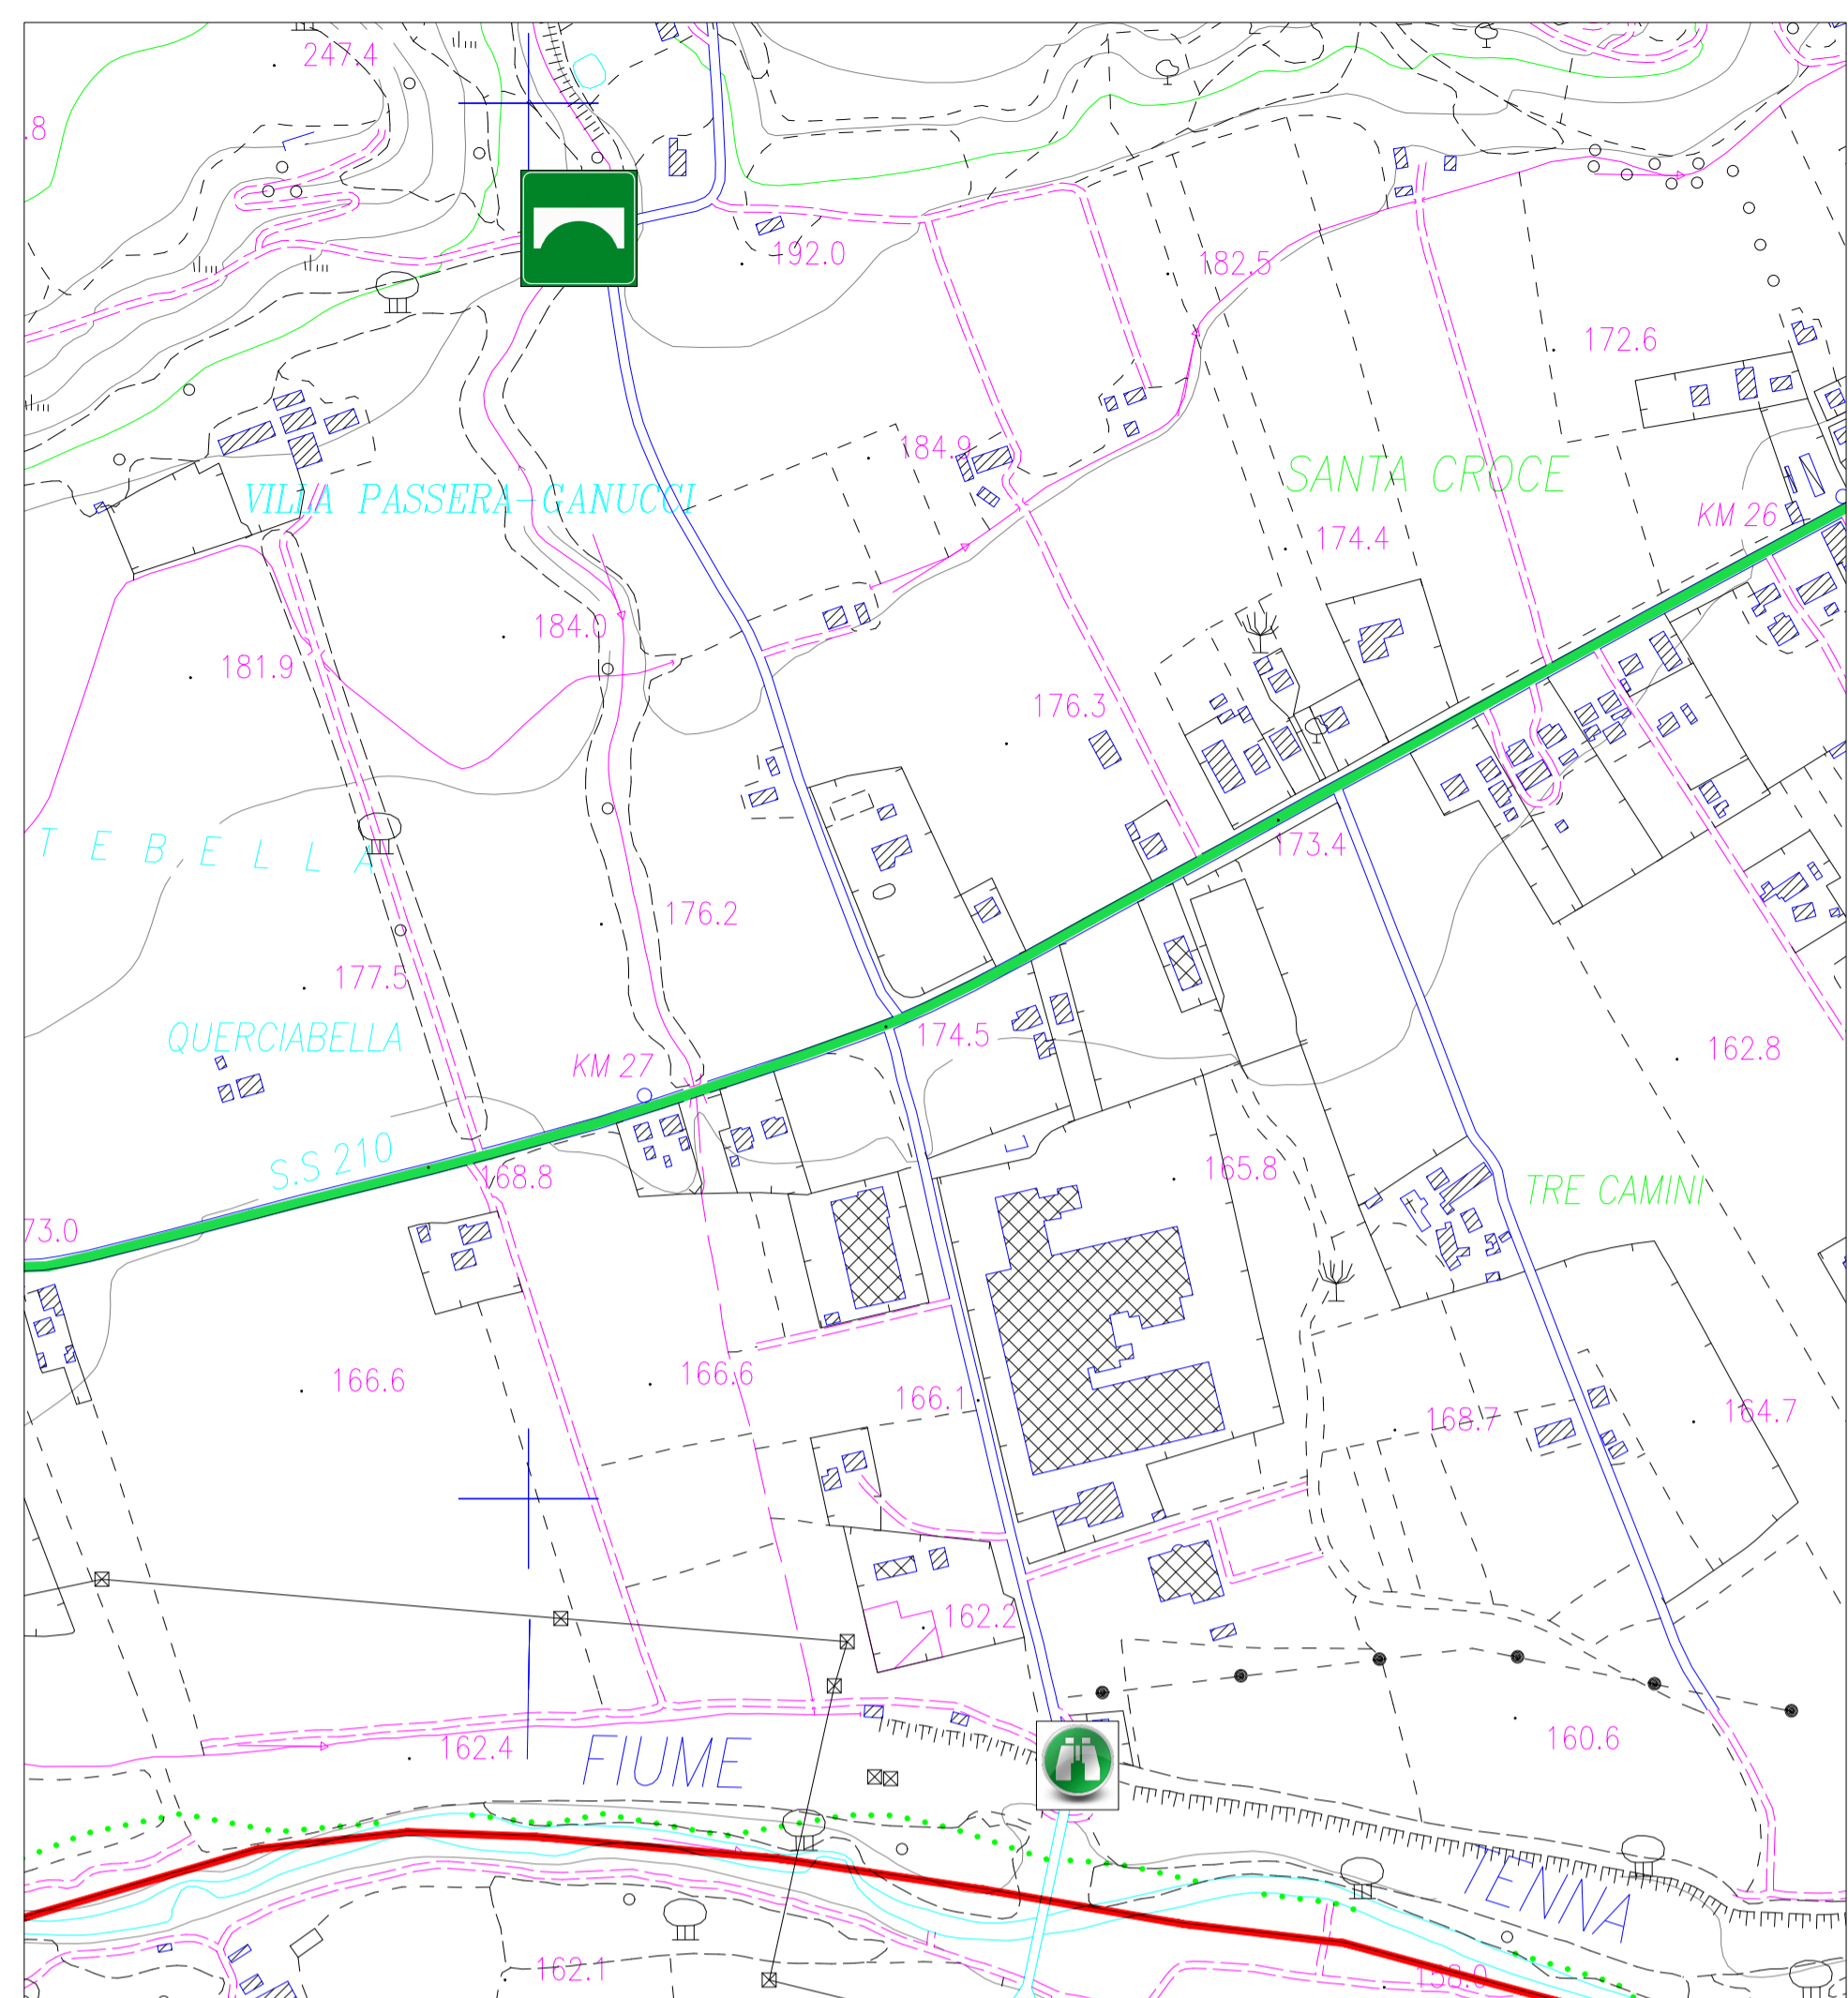 247.4
.8
192.0
182.5
172.6
184.9
SANTA CROCE
VILLA PASSERA-GANUCCI
KM 26
174.4
184.0
181.9
176.3
173.4
T E B E L L A
176.2
177.5
QUERCIABELLA
174.5
162.8
KM 27
S.S 210
168.8
165.8
TRE CAMINI
73.0
166.6
166.6
166.1
168.7
164.7
162.2
162.4
FIUME
160.6
TENNA
162.1
158.0